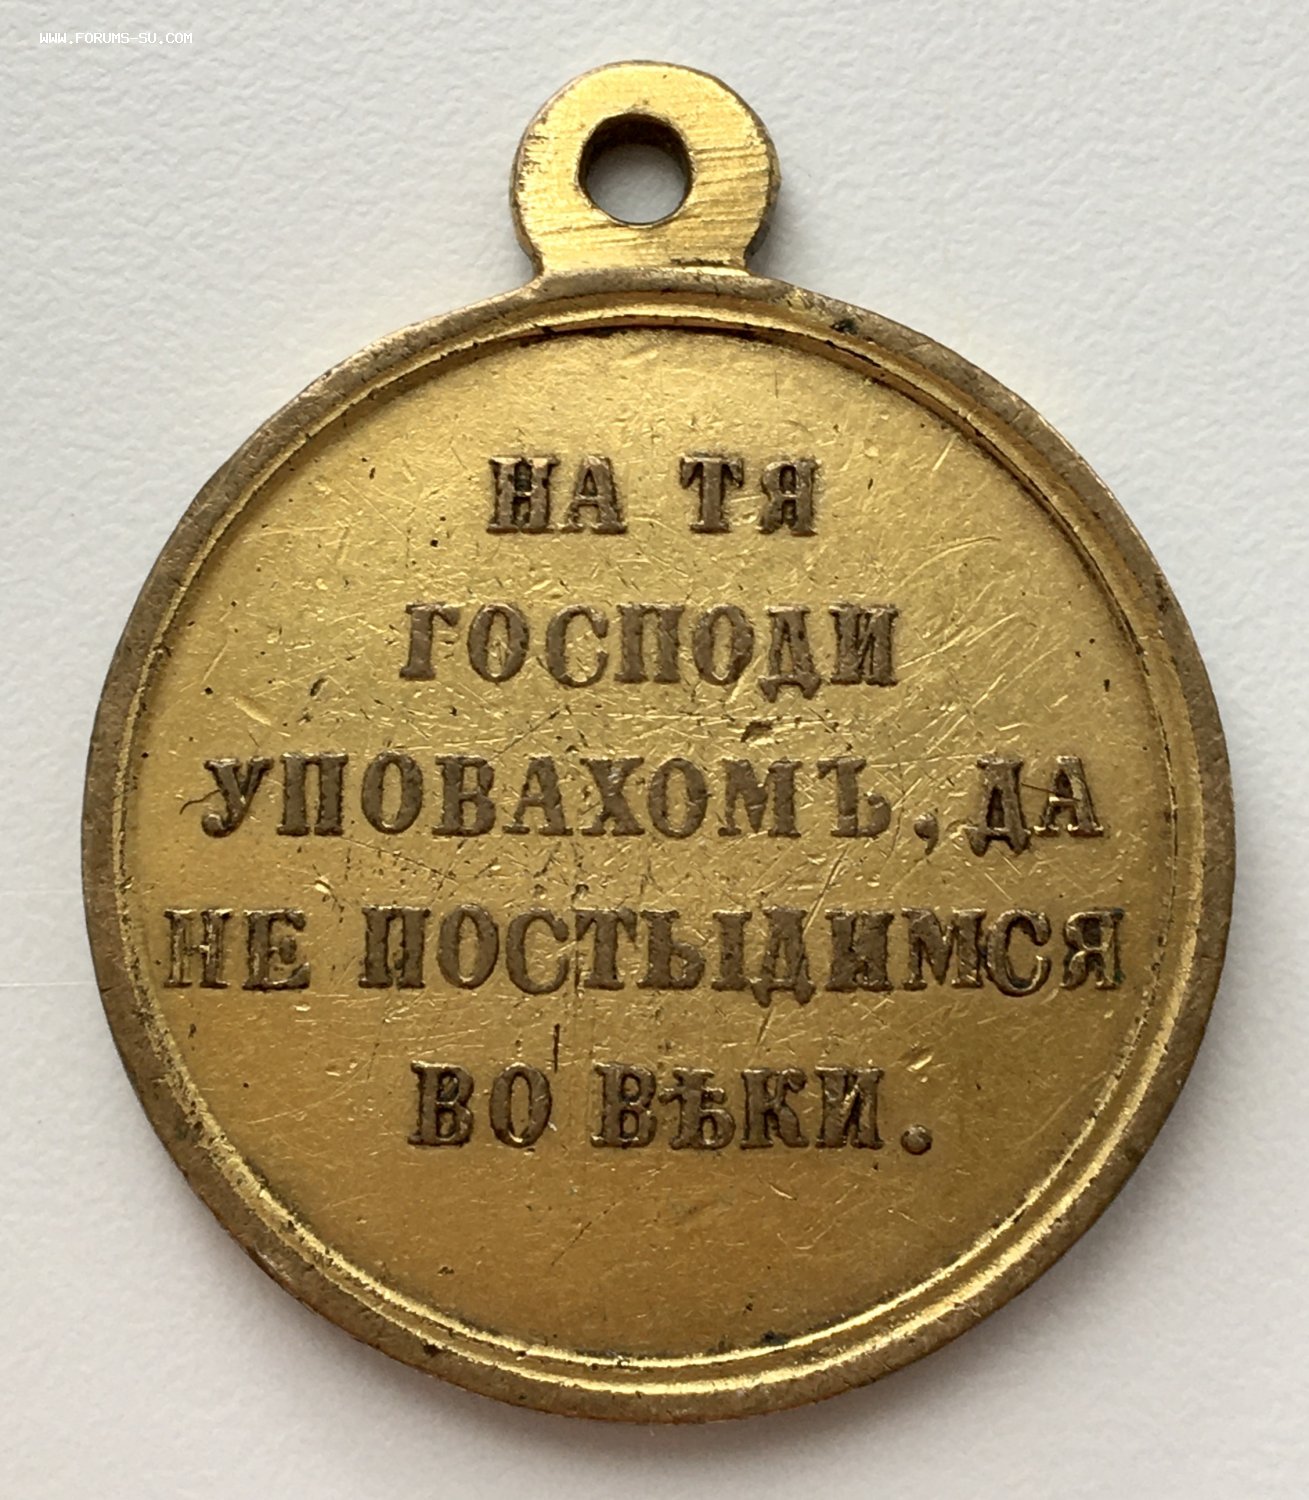 WWW.FORUMS-SU.COM
НА ТЯ
ГОСПОДИ
УПОВАХОМЪ, ДА
НЕ ПОСТЫДИМСЯ
ВО ВѢКИ.